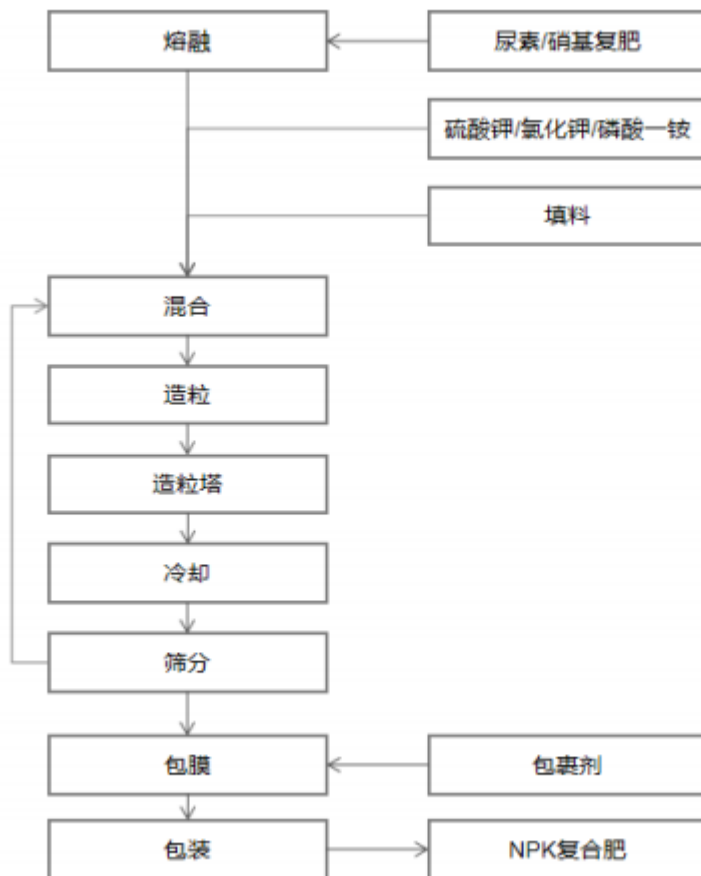 熔融
尿素/硝基复肥
硫酸钾/氯化钾/磷酸一铵
填料
混合
造粒
造粒塔
冷却
筛分
包膜
包裹剂
包装
NPK复合肥